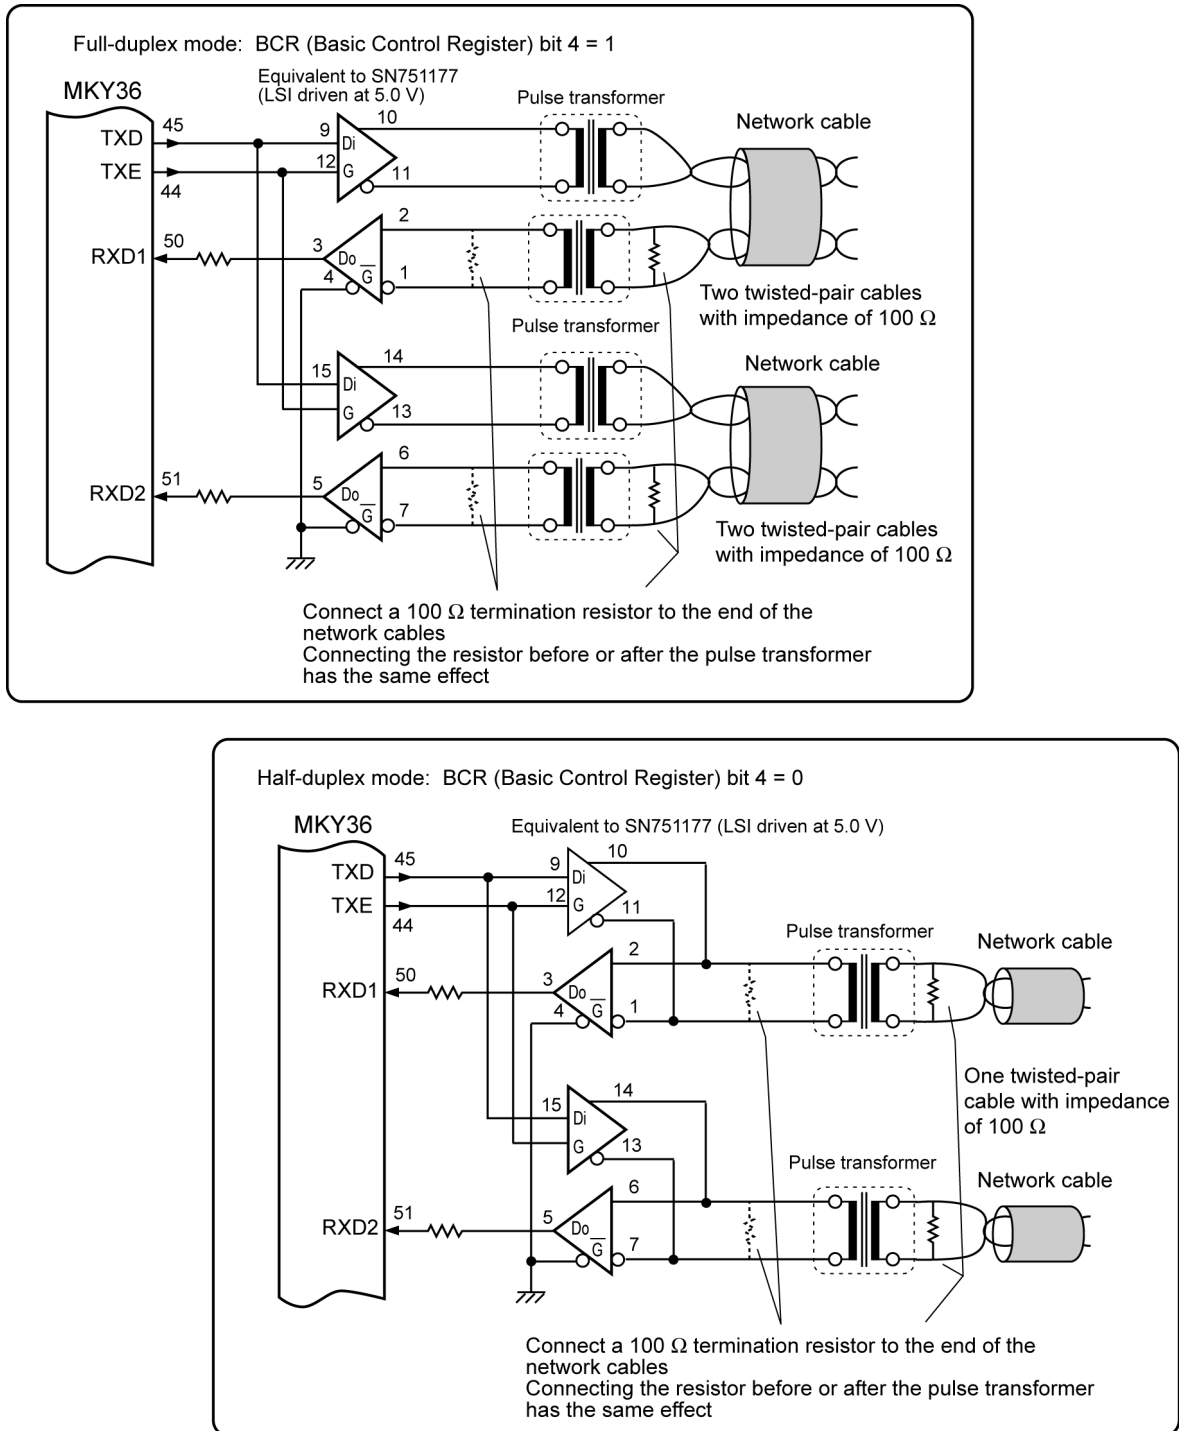 Full-duplex mode: BCR (Basic Control Register) bit 4 = 1
Equivalent to SN751177
(LSI driven at 5.0 V)
MKY36
Pulse transformer
Network cable
TXD 45
TXE
44
9 Di
12 G
10
11
RXD1 50
3 Do
4 G
2
1
Two twisted-pair cables
with impedance of 100 Ω
Pulse transformer
Network cable
15 Di
G
14
13
RXD2 51
5 Do
G
6
7
Two twisted-pair cables
with impedance of 100 Ω
Connect a 100 Ω termination resistor to the end of the
network cables
Connecting the resistor before or after the pulse transformer
has the same effect
Half-duplex mode: BCR (Basic Control Register) bit 4 = 0
MKY36
Equivalent to SN751177 (LSI driven at 5.0 V)
TXD 45
TXE
44
9 Di
12 G
10
11
Pulse transformer
Network cable
RXD1 50
3 Do
4 G
2
1
One twisted-pair
cable with impedance
of 100 Ω
15 Di
G
14
13
Pulse transformer
Network cable
RXD2 51
5 Do
G
6
7
Connect a 100 Ω termination resistor to the end of the
network cables
Connecting the resistor before or after the pulse transformer
has the same effect